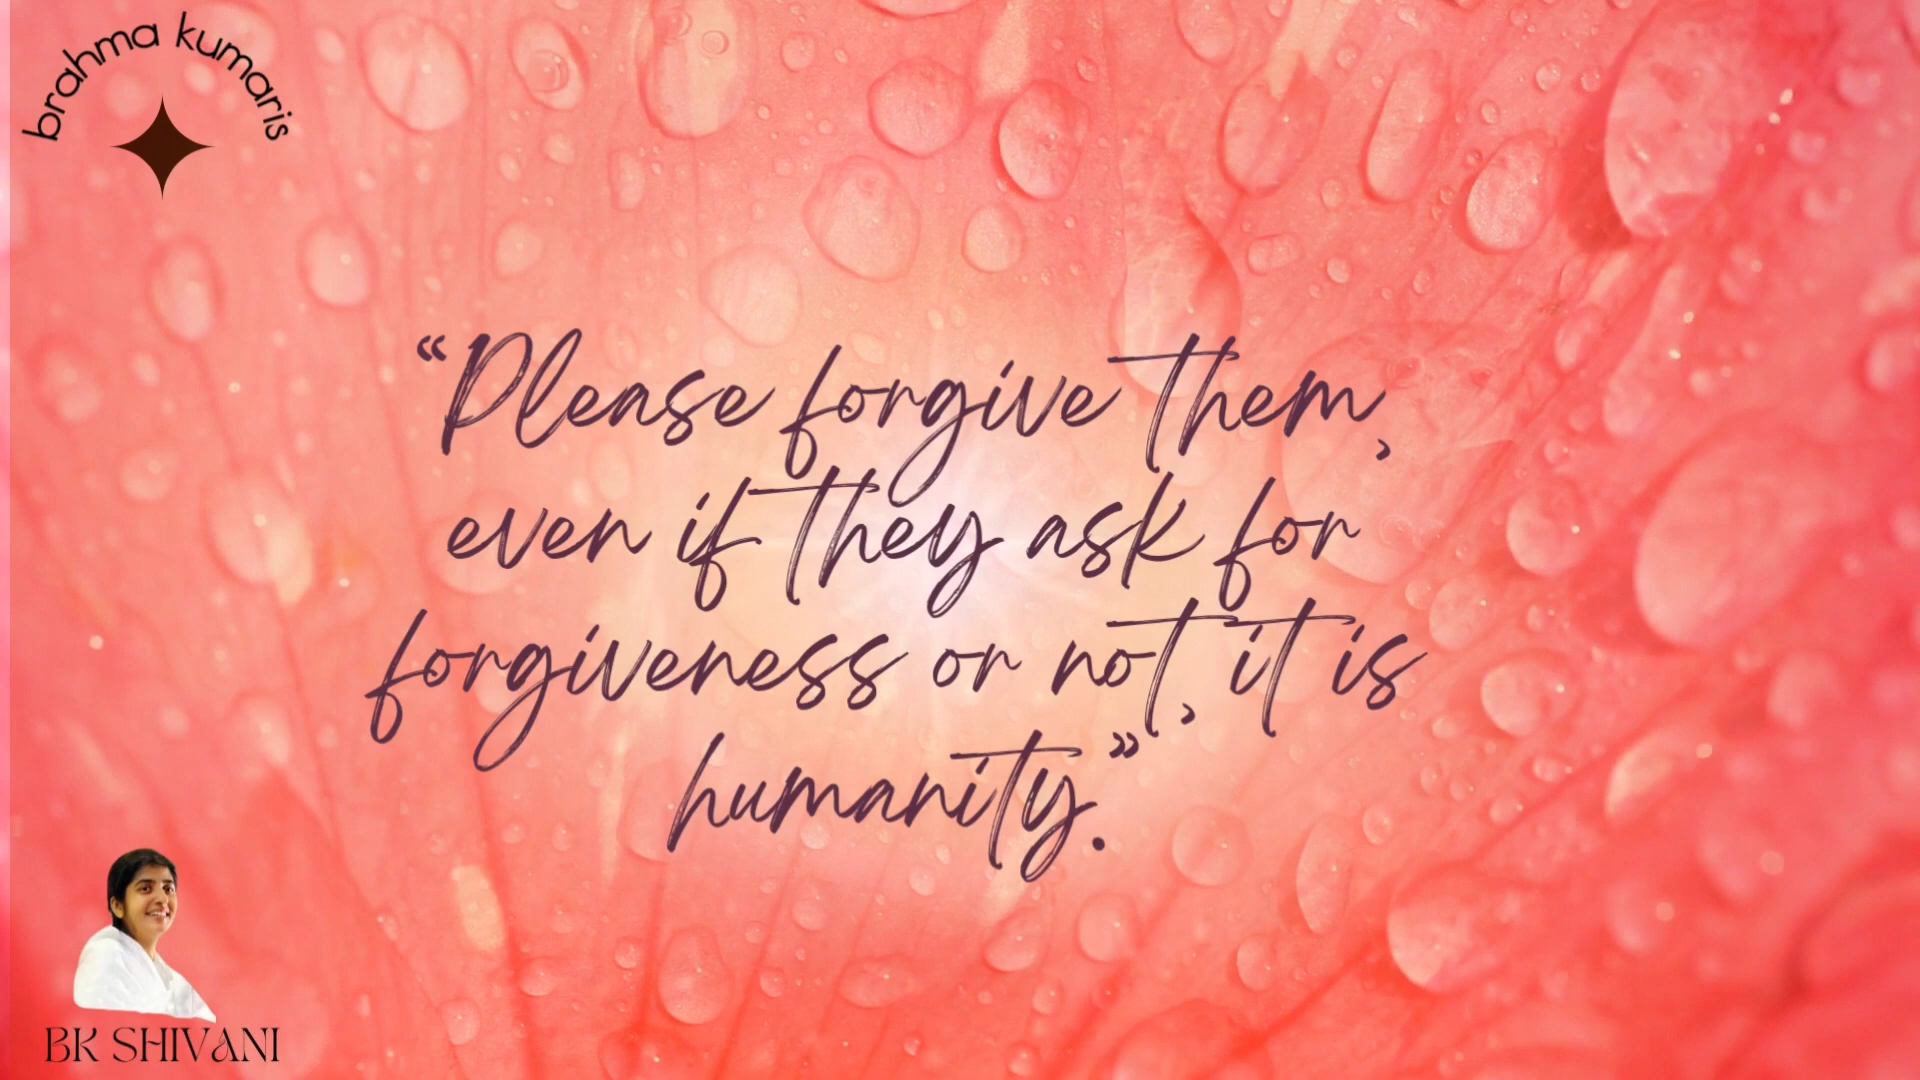 brahma kumaris
“Please forgive them,
even if they ask for
forgiveness or not, it is
humanity.”
BK SHIVANI